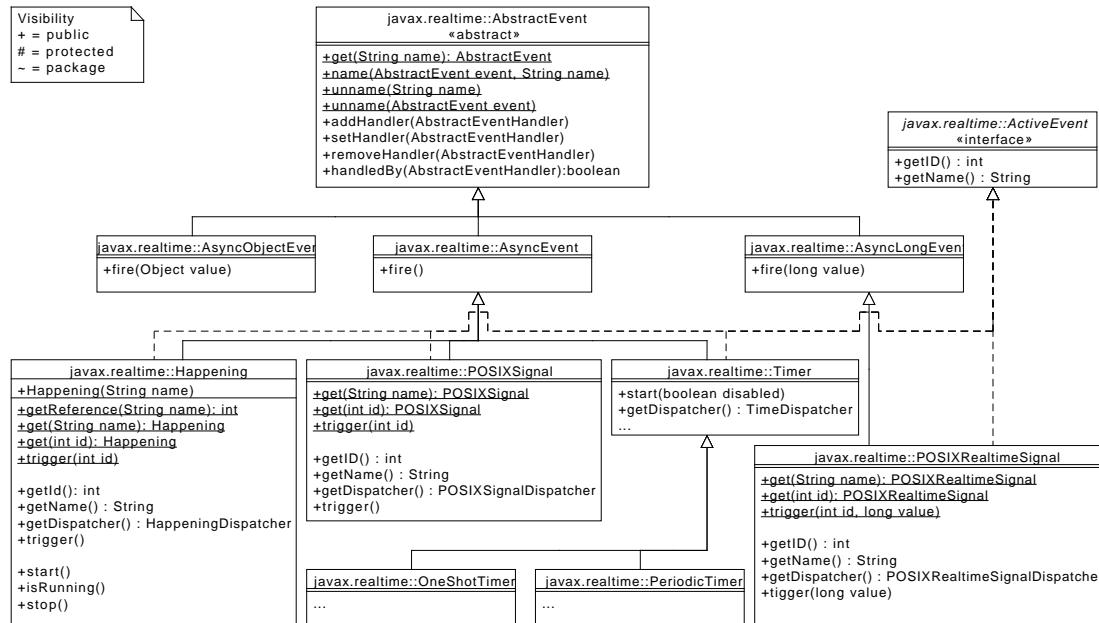 Visibility
+ = public
# = protected
~ = package
javax.realtime::AbstractEvent
«abstract»
+get(String name): AbstractEvent
+name(AbstractEvent event, String name)
+unname(String name)
+unname(AbstractEvent event)
+addHandler(AbstractEventHandler)
+setHandler(AbstractEventHandler)
+removeHandler(AbstractEventHandler)
+handledBy(AbstractEventHandler):boolean
javax.realtime::ActiveEvent
«interface»
+getID() : int
+getName() : String
javax.realtime::AsyncObjectEven
+fire(Object value)
javax.realtime::AsyncEvent
+fire()
javax.realtime::AsyncLongEvent
+fire(long value)
javax.realtime::Happening
+Happening(String name)
+getReference(String name): int
+get(String name): Happening
+get(int id): Happening
+trigger(int id)
+getId(): int
+getName() : String
+getDispatcher() : HappeningDispatcher
+trigger()
+start()
+isRunning()
+stop()
javax.realtime::POSIXSignal
+get(String name): POSIXSignal
+get(int id): POSIXSignal
+trigger(int id)
+getID() : int
+getName() : String
+getDispatcher() : POSIXSignalDispatcher
+trigger()
javax.realtime::Timer
+start(boolean disabled)
+getDispatcher() : TimeDispatcher
...
javax.realtime::POSIXRealtimeSignal
+get(String name): POSIXRealtimeSignal
+get(int id): POSIXRealtimeSignal
+trigger(int id, long value)
+getID() : int
+getName() : String
+getDispatcher() : POSIXRealtimeSignalDispatcher
+tigger(long value)
javax.realtime::OneShotTimer
...
javax.realtime::PeriodicTimer
...